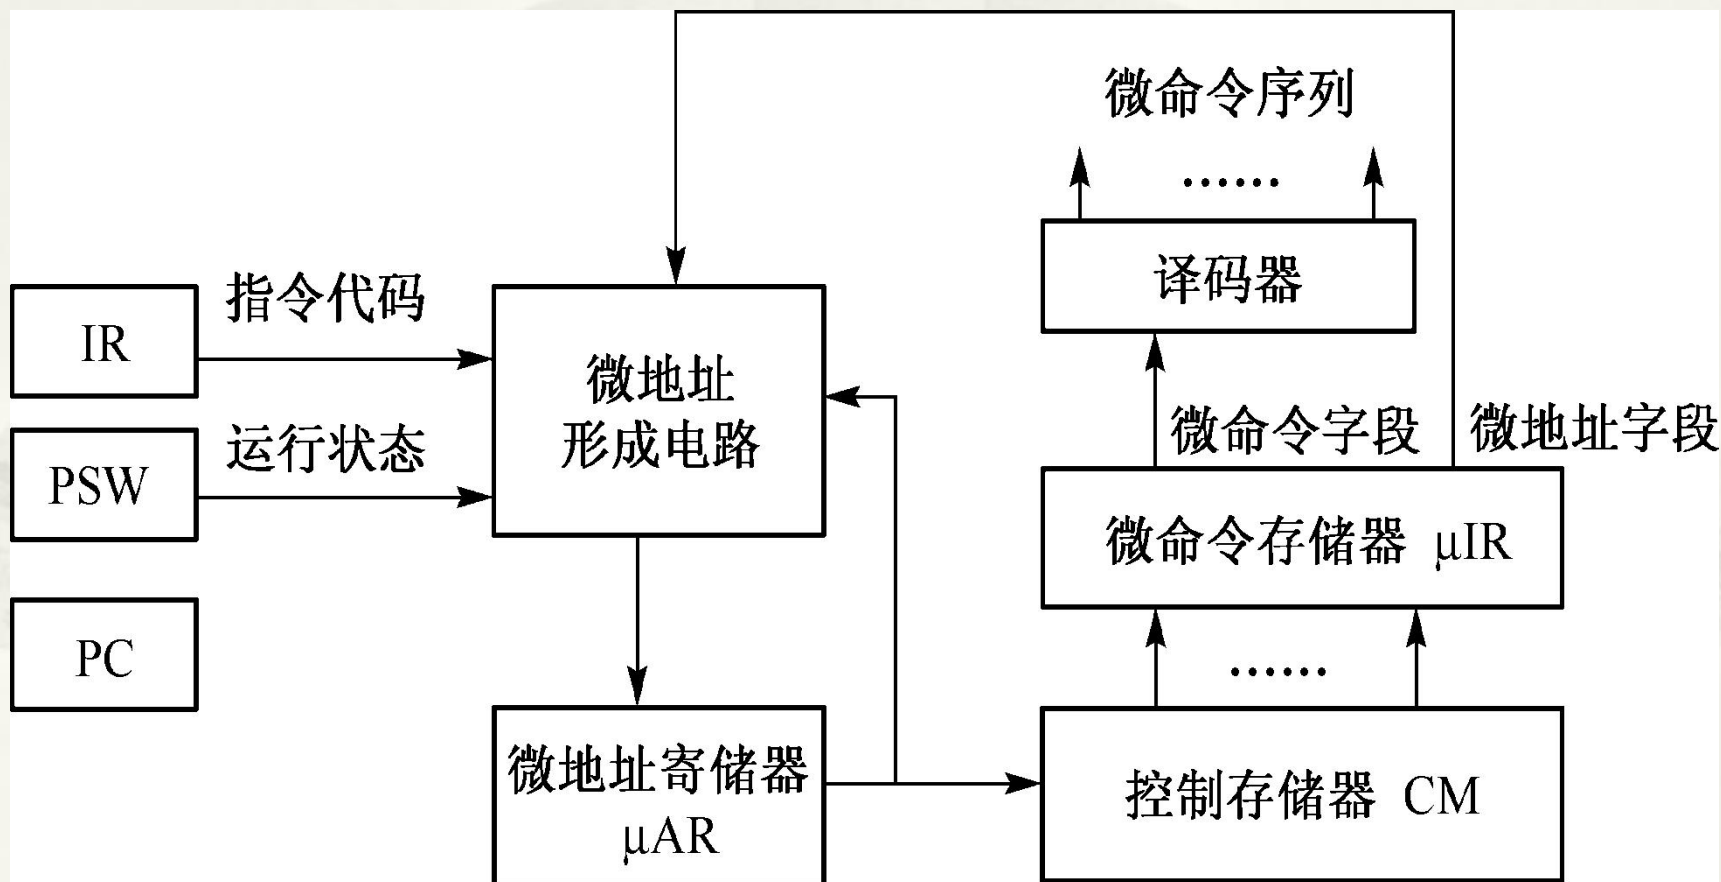 微命令序列
……
译码器
指令代码
IR
微地址
形成电路
运行状态
PSW
微命令字段
微地址字段
微命令存储器 μIR
PC
……
微地址寄储器
μAR
控制存储器 CM